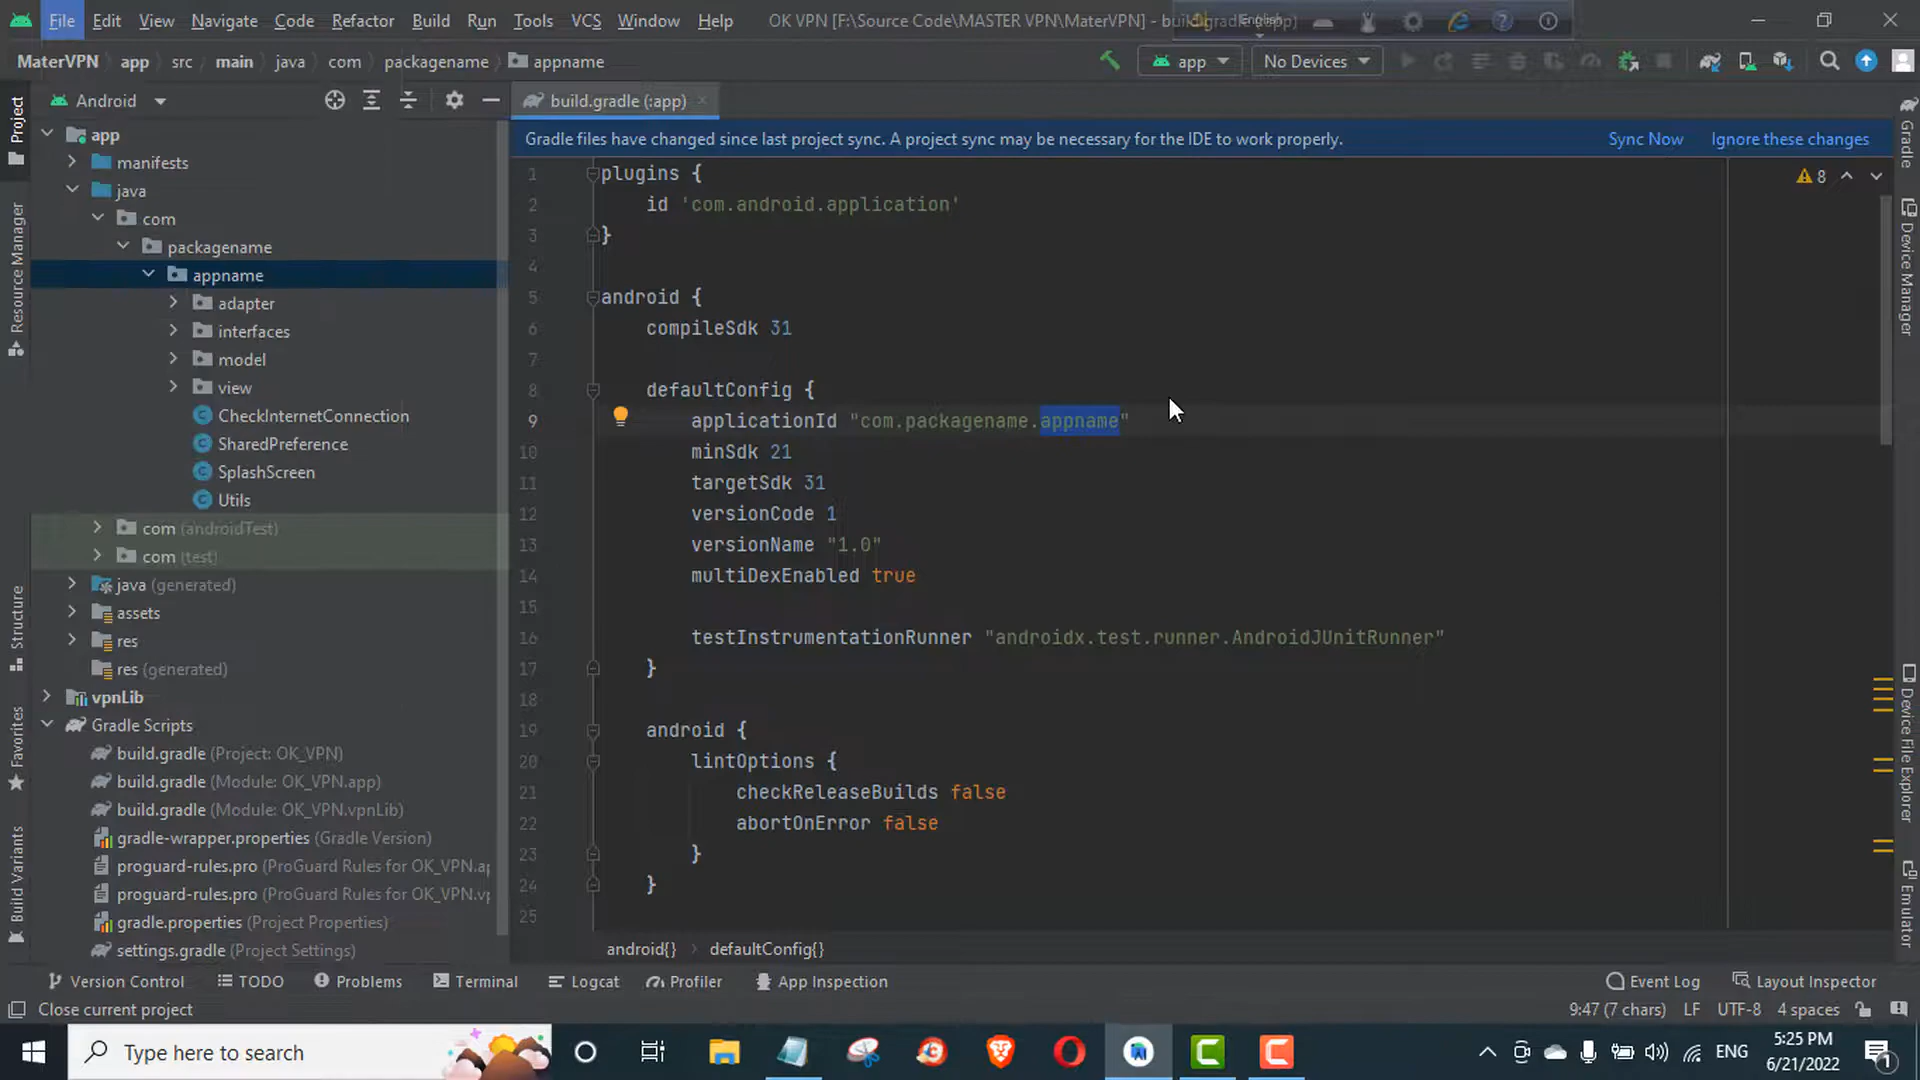 File Edit View Navigate Code Refactor Build Run Tools VCS Window Help OK VPN [F:\Source Code\MASTER VPN\MaterVPN] - build.gradle (:app)
English
MaterVPN app src main java com packagename appname
app No Devices
Android
build.gradle (:app)
Gradle files have changed since last project sync. A project sync may be necessary for the IDE to work properly. Sync Now Ignore these changes
8
Project
Resource Manager
Structure
Favorites
Build Variants
app
manifests
java
com
packagename
appname
adapter
interfaces
model
view
CheckInternetConnection
SharedPreference
SplashScreen
Utils
com (androidTest)
com (test)
java (generated)
assets
res
res (generated)
vpnLib
Gradle Scripts
build.gradle (Project: OK_VPN)
build.gradle (Module: OK_VPN.app)
build.gradle (Module: OK_VPN.vpnLib)
gradle-wrapper.properties (Gradle Version)
proguard-rules.pro (ProGuard Rules for OK_VPN.ap
proguard-rules.pro (ProGuard Rules for OK_VPN.vp
gradle.properties (Project Properties)
settings.gradle (Project Settings)
1 plugins {
2 id 'com.android.application'
3 }
4
5 android {
6 compileSdk 31
7
8 defaultConfig {
9 applicationId "com.packagename.appname"
10 minSdk 21
11 targetSdk 31
12 versionCode 1
13 versionName "1.0"
14 multiDexEnabled true
15
16 testInstrumentationRunner "androidx.test.runner.AndroidJUnitRunner"
17 }
18
19 android {
20 lintOptions {
21 checkReleaseBuilds false
22 abortOnError false
23 }
24 }
25
android{} defaultConfig{}
Gradle
Device Manager
Device File Explorer
Emulator
Version Control TODO Problems Terminal Logcat Profiler App Inspection Event Log Layout Inspector
Close current project 9:47 (7 chars) LF UTF-8 4 spaces
Type here to search ENG 5:25 PM
6/21/2022
1